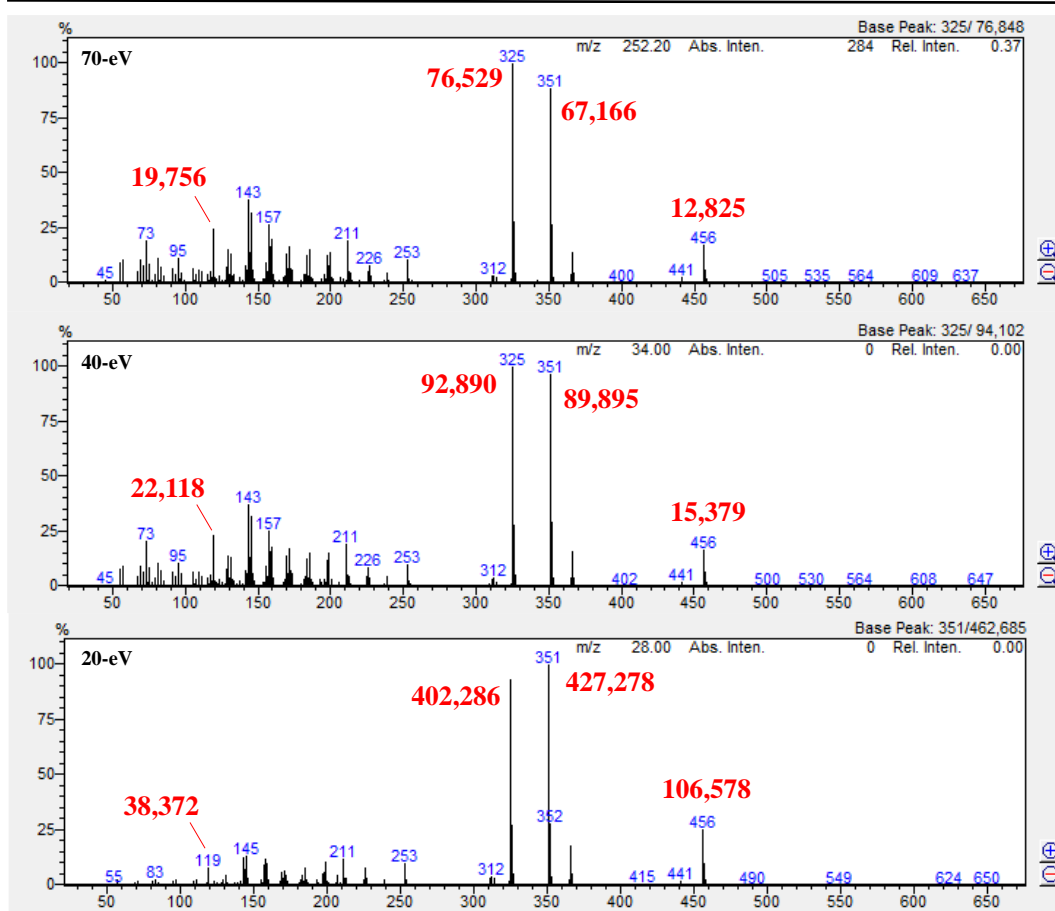 % Base Peak: 325/ 76,848
70-eV m/z 252.20 Abs. Inten. 284 Rel. Inten. 0.37
100 325
76,529 351
67,166
75
50
19,756 143
73 157 12,825
25 95 211 226 253 456
0 45 312 400 441 505 535 564 609 637
50 100 150 200 250 300 350 400 450 500 550 600 650
% Base Peak: 325/ 94,102
40-eV m/z 34.00 Abs. Inten. 0 Rel. Inten. 0.00
100 325 351
92,890 89,895
75
50
22,118 143
73 157 15,379
25 95 211 226 253 456
0 45 312 402 441 500 530 564 608 647
50 100 150 200 250 300 350 400 450 500 550 600 650
% Base Peak: 351/462,685
20-eV m/z 28.00 Abs. Inten. 0 Rel. Inten. 0.00
100 351
402,286 427,278
75
50
38,372 106,578
25 352 456
119 145 211 253
0 55 83 312 415 441 490 549 624 650
50 100 150 200 250 300 350 400 450 500 550 600 650